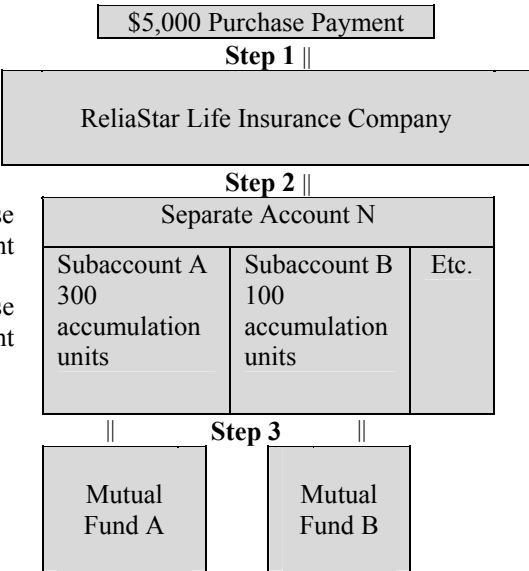 $5,000 Purchase Payment
Step 1 ||
ReliaStar Life Insurance Company
Step 2 ||
Separate Account N
Subaccount A
300
accumulation
units
Subaccount B
100
accumulation
units
Etc.
|| Step 3 ||
Mutual
Fund A
Mutual
Fund B